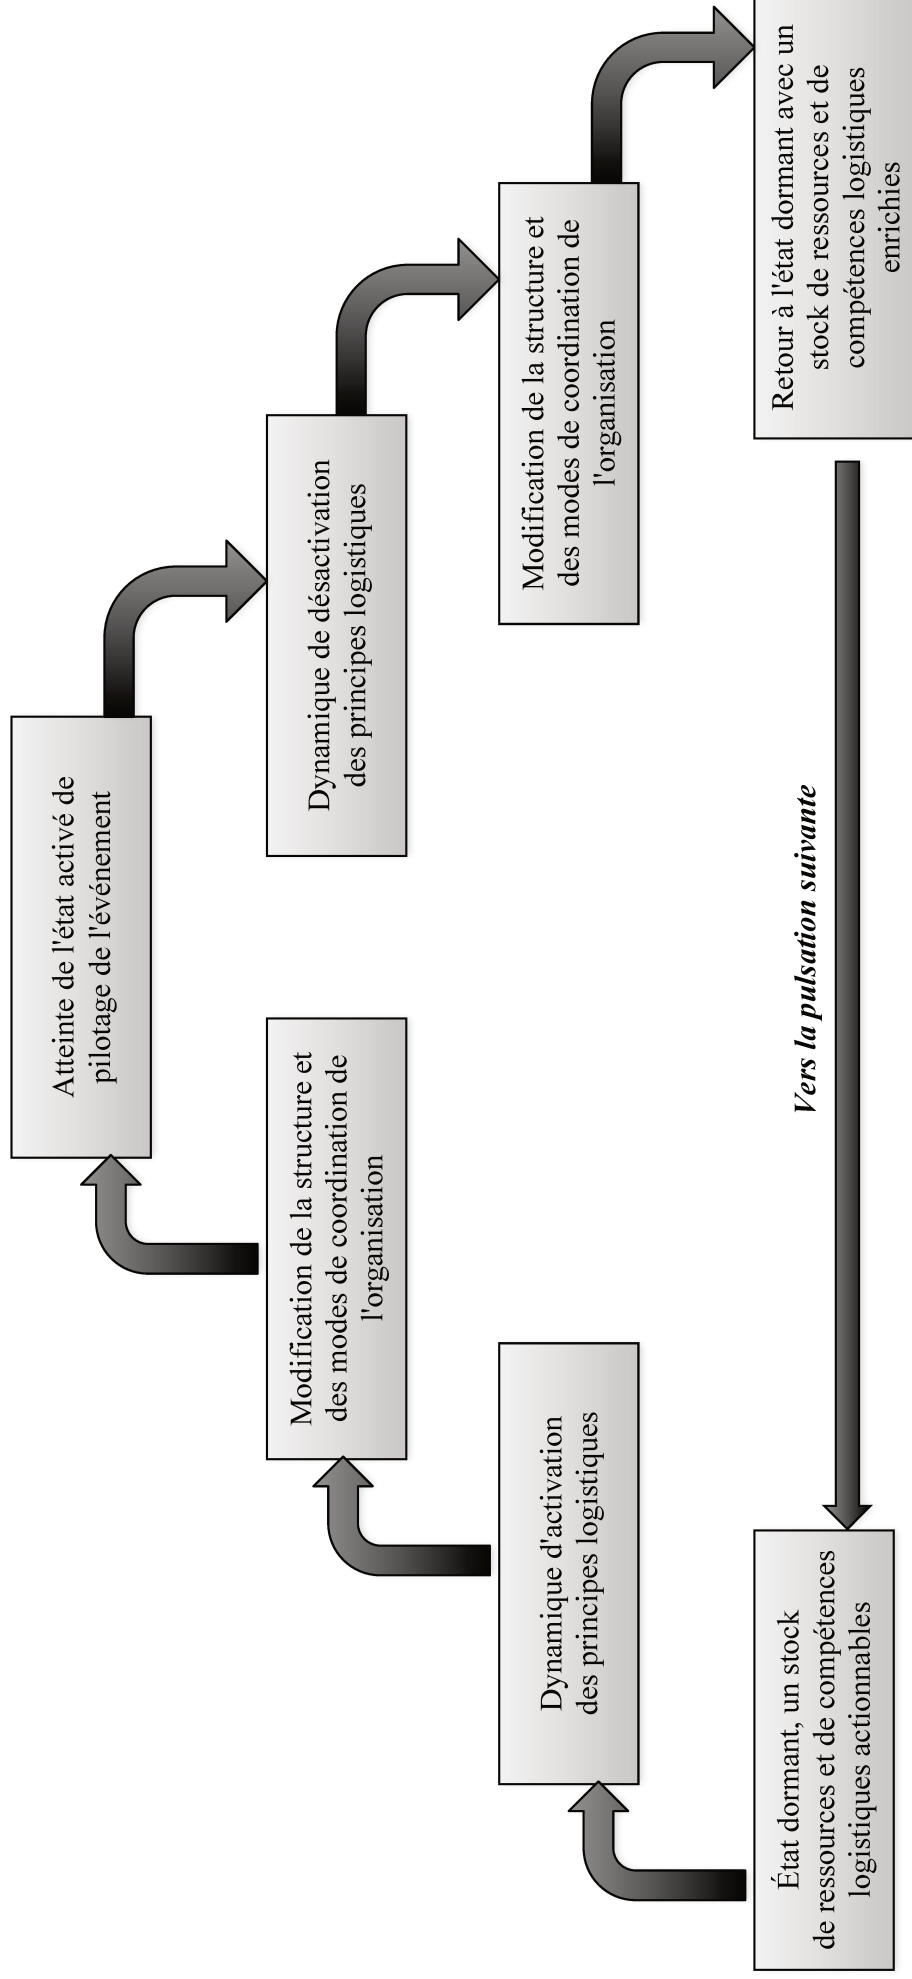 État dormant, un stock
de ressources et de compétences
logistiques actionnables
Dynamique d'activation
des principes logistiques
Modification de la structure et
des modes de coordination de
l'organisation
Atteinte de l'état activé de
pilotage de l'événement
Dynamique de désactivation
des principes logistiques
Modification de la structure et
des modes de coordination de
l'organisation
Retour à l'état dormant avec un
stock de ressources et de
compétences logistiques
enrichies
Vers la pulsation suivante